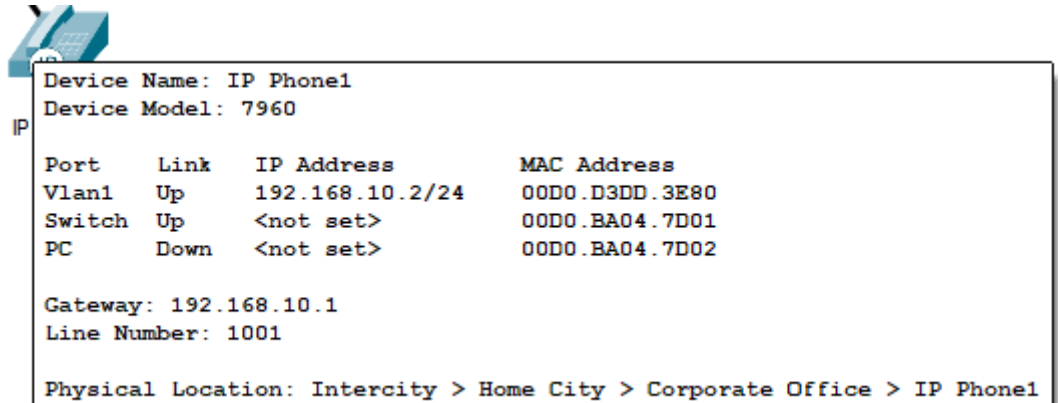 Device Name: IP Phone1
Device Model: 7960
IP
Port Link IP Address MAC Address
Vlan1 Up 192.168.10.2/24 00D0.D3DD.3E80
Switch Up <not set> 00D0.BA04.7D01
PC Down <not set> 00D0.BA04.7D02
Gateway: 192.168.10.1
Line Number: 1001
Physical Location: Intercity > Home City > Corporate Office > IP Phone1